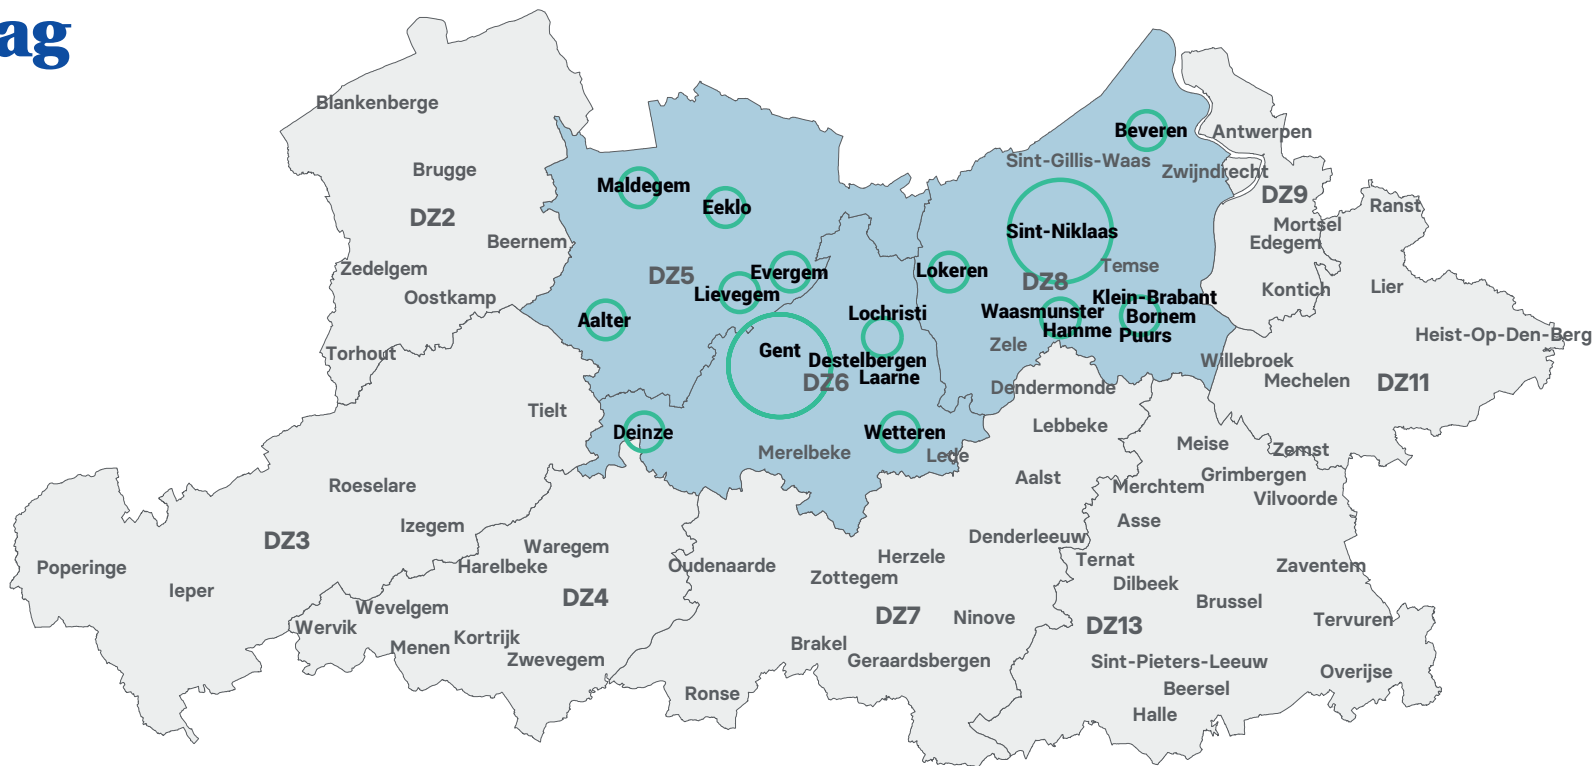 ag
Blankenberge
Brugge
DZ2
Beernem
Zedelgem
Oostkamp
Torhout
Maldegem
Eeklo
DZ5
Evergem
Lievegem
Aalter
Gent
Lochristi
Destelbergen
DZ6
Laarne
Deinze
Wetteren
Merelbeke
Lede
Beveren
Sint-Gillis-Waas
Zwijndrecht
Sint-Niklaas
Lokeren
Temse
DZ8
Klein-Brabant
Waasmunster
Bornem
Hamme
Puurs
Zele
Antwerpen
DZ9
Mortsel
Edegem
Kontich
Ranst
Lier
Heist-Op-Den-Berg
Willebroek
Mechelen
DZ11
Tielt
Roeselare
Izegem
DZ3
Poperinge
Ieper
Waregem
Harelbeke
DZ4
Wevelgem
Wervik
Kortrijk
Menen
Zwevegem
Dendermonde
Lebbeke
Aalst
Denderleeuw
Herzele
Oudenaarde
Zottegem
DZ7
Ninove
Brakel
Geraardsbergen
Ronse
Meise
Zemst
Grimbergen
Merchtem
Vilvoorde
Asse
Ternat
Zaventem
Dilbeek
Brussel
DZ13
Tervuren
Sint-Pieters-Leeuw
Overijse
Beersel
Halle